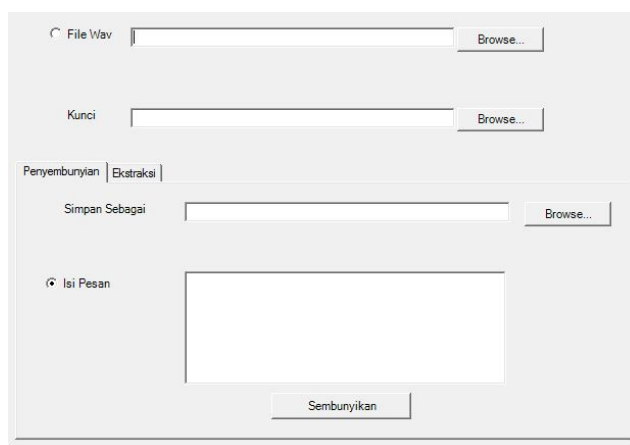 File Wav Browse...
Kunci Browse...
Penyembunyian Ekstraksi
Simpan Sebagai Browse...
Isi Pesan
Sembunyikan